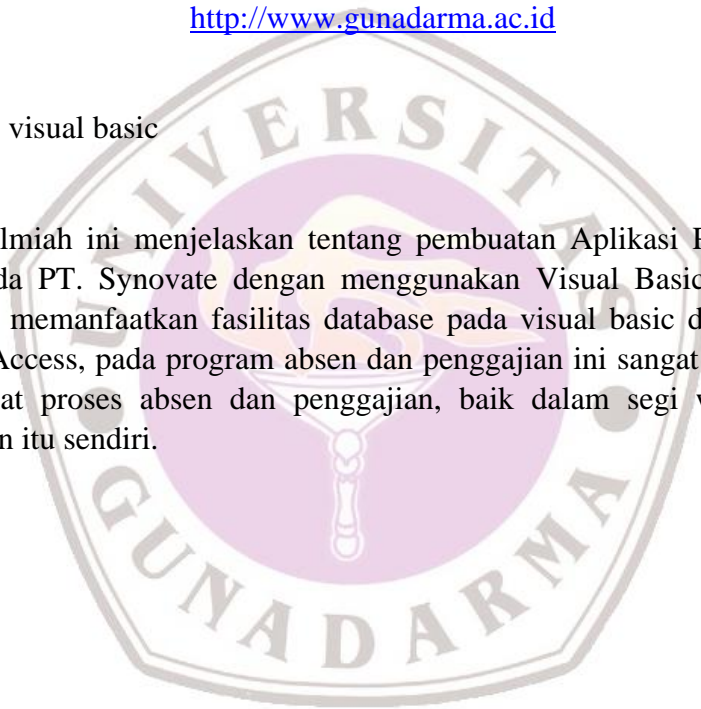 http://www.gunadarma.ac.id
visual basic
lmiah ini menjelaskan tentang pembuatan Aplikasi
da PT. Synovate dengan menggunakan Visual Basic
memanfaatkan fasilitas database pada visual basic d
Access, pada program absen dan penggajian ini sangat
at proses absen dan penggajian, baik dalam segi
n itu sendiri.
UNIVERSITAS
GUNADARMA